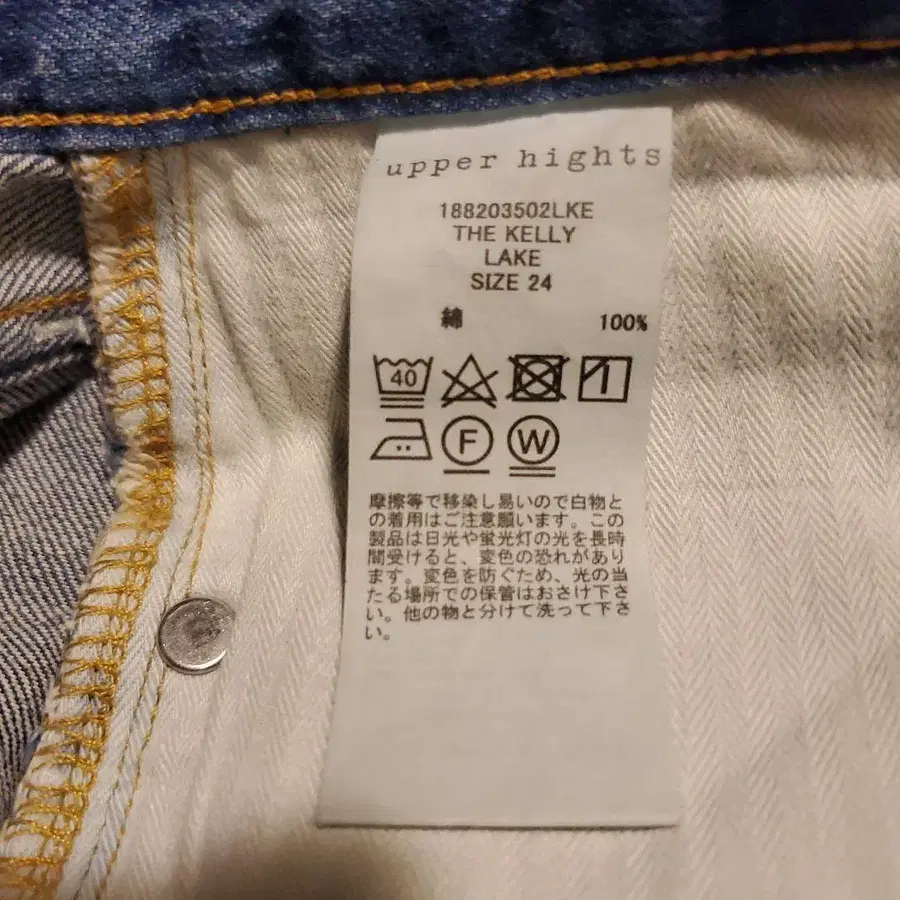 upper hights
188203502LKE
THE KELLY
LAKE
SIZE 24
綿 100%
40
F W
摩擦等で移染し易いので白物と
の着用はご注意願います。この
製品は日光や蛍光灯の光を長時
間受けると、変色の恐れがあり
ます。変色を防ぐため、光の当
たる場所での保管はおさけ下さ
い。他の物と分けて洗って下さ
い。